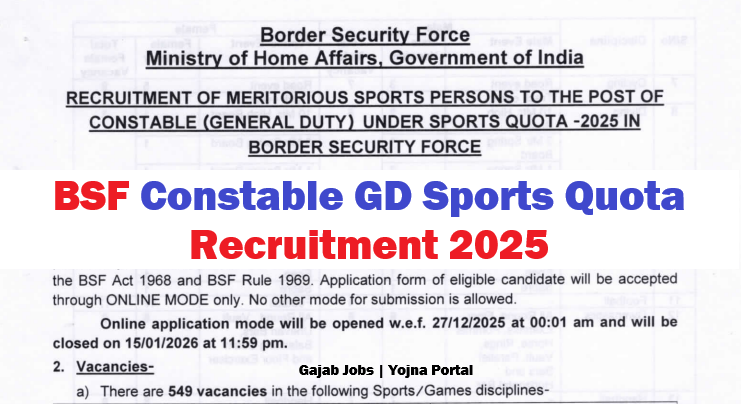 Border Security Force
Ministry of Home Affairs, Government of India
RECRUITMENT OF MERITORIOUS SPORTS PERSONS TO THE POST OF
CONSTABLE (GENERAL DUTY) UNDER SPORTS QUOTA -2025 IN
BORDER SECURITY FORCE
BSF Constable GD Sports Quota
Recruitment 2025
the BSF Act 1968 and BSF Rule 1969. Application form of eligible candidate will be accepted
through ONLINE MODE only. No other mode for submission is allowed.
Online application mode will be opened w.e.f. 27/12/2025 at 00:01 am and will be
closed on 15/01/2026 at 11:59 pm.
2. Vacancies-
Gajab Jobs | Yojna Portal
a) There are 549 vacancies in the following Sports/Games disciplines-